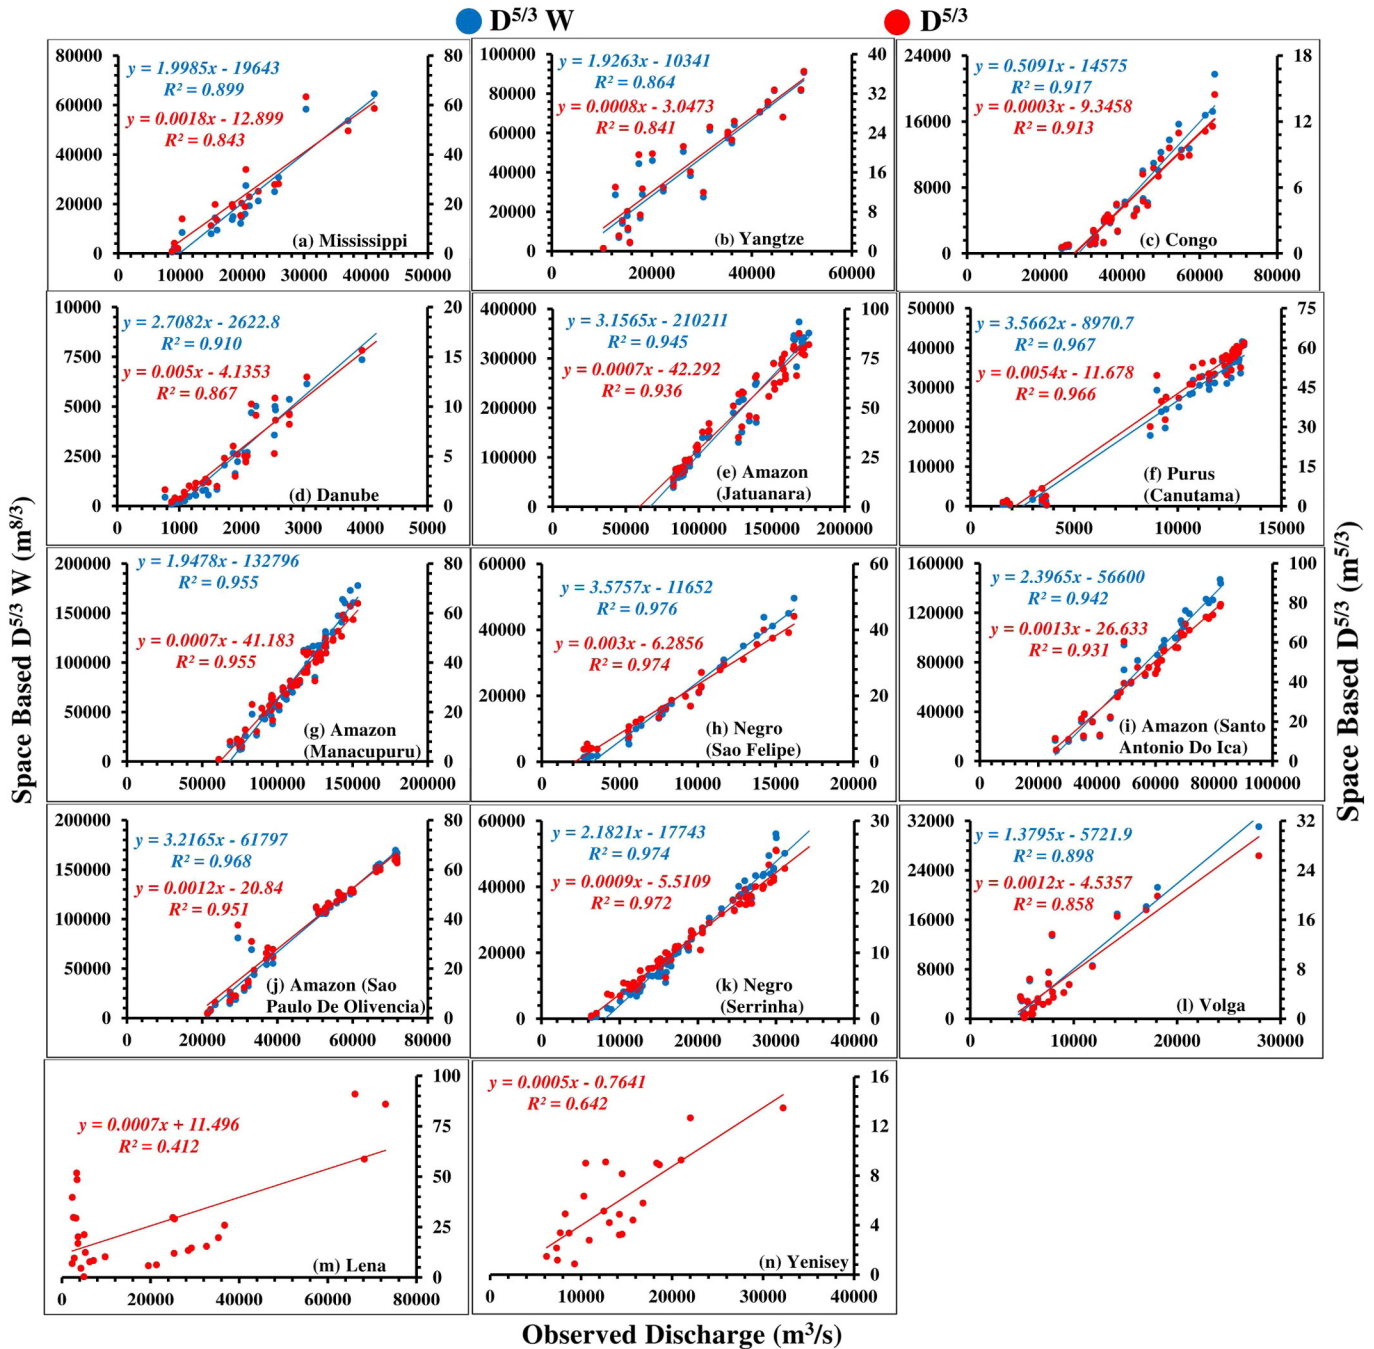 D5/3 W
D5/3
Space Based D5/3 W (m8/3)
Space Based D5/3 (m5/3)
80000
60000
40000
20000
0
y = 1.9985x - 19643
R² = 0.899
y = 0.0018x - 12.899
R² = 0.843
(a) Mississippi
80
60
40
20
0
0 10000 20000 30000 40000 50000
100000
80000
60000
40000
20000
0
y = 1.9263x - 10341
R² = 0.864
y = 0.0008x - 3.0473
R² = 0.841
(b) Yangtze
40
32
24
16
8
0
0 20000 40000 60000
24000
16000
8000
0
y = 0.5091x - 14575
R² = 0.917
y = 0.0003x - 9.3458
R² = 0.913
(c) Congo
18
12
6
0
0 20000 40000 60000 80000
10000
7500
5000
2500
0
y = 2.7082x - 2622.8
R² = 0.910
y = 0.005x - 4.1353
R² = 0.867
(d) Danube
20
15
10
5
0
0 1000 2000 3000 4000 5000
400000
300000
200000
100000
0
y = 3.1565x - 210211
R² = 0.945
y = 0.0007x - 42.292
R² = 0.936
(e) Amazon
(Jatuanara)
100
75
50
25
0
0 50000 100000 150000 200000
50000
40000
30000
20000
10000
0
y = 3.5662x - 8970.7
R² = 0.967
y = 0.0054x - 11.678
R² = 0.966
(f) Purus
(Canutama)
75
60
45
30
15
0
0 5000 10000 15000
200000
150000
100000
50000
0
y = 1.9478x - 132796
R² = 0.955
y = 0.0007x - 41.183
R² = 0.955
(g) Amazon
(Manacupuru)
80
60
40
20
0
0 50000 100000 150000 200000
60000
40000
20000
0
y = 3.5757x - 11652
R² = 0.976
y = 0.003x - 6.2856
R² = 0.974
(h) Negro
(Sao Felipe)
60
40
20
0
0 5000 10000 15000 20000
160000
120000
80000
40000
0
y = 2.3965x - 56600
R² = 0.942
y = 0.0013x - 26.633
R² = 0.931
(i) Amazon (Santo
Antonio Do Ica)
100
80
60
40
20
0
0 20000 40000 60000 80000 100000
200000
150000
100000
50000
0
y = 3.2165x - 61797
R² = 0.968
y = 0.0012x - 20.84
R² = 0.951
(j) Amazon (Sao
Paulo De Olivencia)
80
60
40
20
0
0 20000 40000 60000 80000
60000
40000
20000
0
y = 2.1821x - 17743
R² = 0.974
y = 0.0009x - 5.5109
R² = 0.972
(k) Negro
(Serrinha)
30
20
10
0
0 10000 20000 30000 40000
32000
24000
16000
8000
0
y = 1.3795x - 5721.9
R² = 0.898
y = 0.0012x - 4.5357
R² = 0.858
(l) Volga
32
24
16
8
0
0 10000 20000 30000
y = 0.0007x + 11.496
R² = 0.412
(m) Lena
100
75
50
25
0
0 20000 40000 60000 80000
y = 0.0005x - 0.7641
R² = 0.642
(n) Yenisey
16
12
8
4
0
0 10000 20000 30000 40000
Observed Discharge (m3/s)